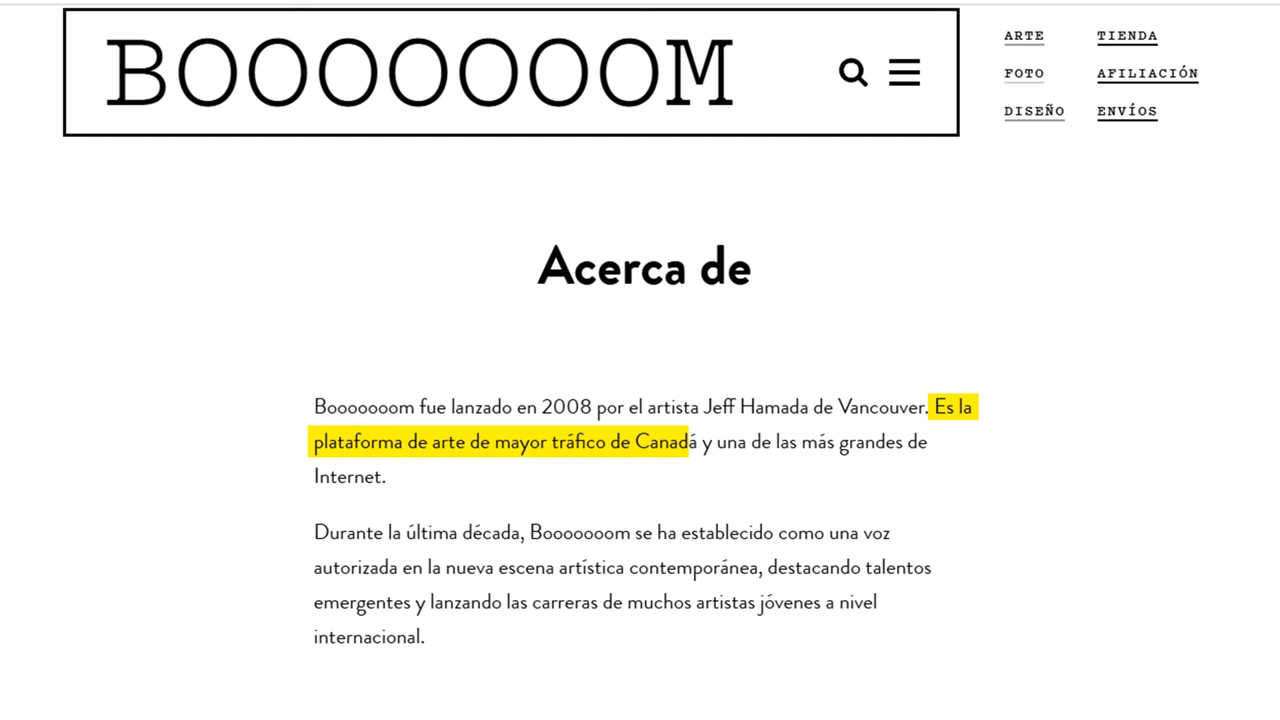 BOOOOOOOM
ARTE
TIENDA
FOTO
AFILIACIÓN
DISEÑO
ENVÍOS
Acerca de
Booooooom fue lanzado en 2008 por el artista Jeff Hamada de Vancouver. Es la
plataforma de arte de mayor tráfico de Canadá y una de las más grandes de
Internet.
Durante la última década, Booooooom se ha establecido como una voz
autorizada en la nueva escena artística contemporánea, destacando talentos
emergentes y lanzando las carreras de muchos artistas jóvenes a nivel
internacional.